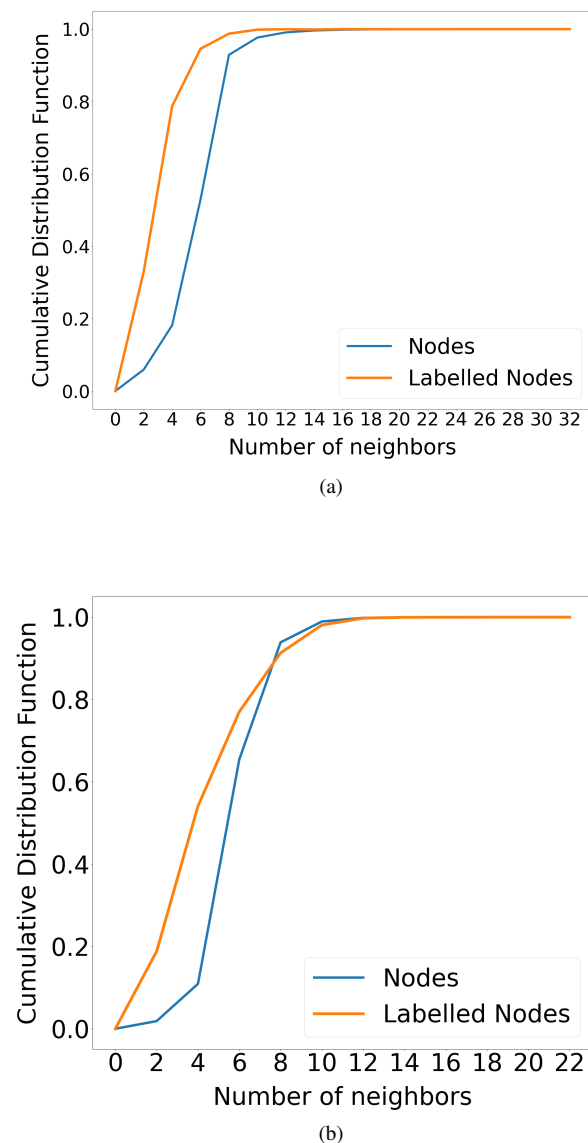 1.0
0.8
0.6
0.4
0.2
0.0
Cumulative Distribution Function
Nodes
Labelled Nodes
0 2 4 6 8 10 12 14 16 18 20 22 24 26 28 30 32
Number of neighbors
(a)
1.0
0.8
0.6
0.4
0.2
0.0
Cumulative Distribution Function
Nodes
Labelled Nodes
0 2 4 6 8 10 12 14 16 18 20 22
Number of neighbors
(b)